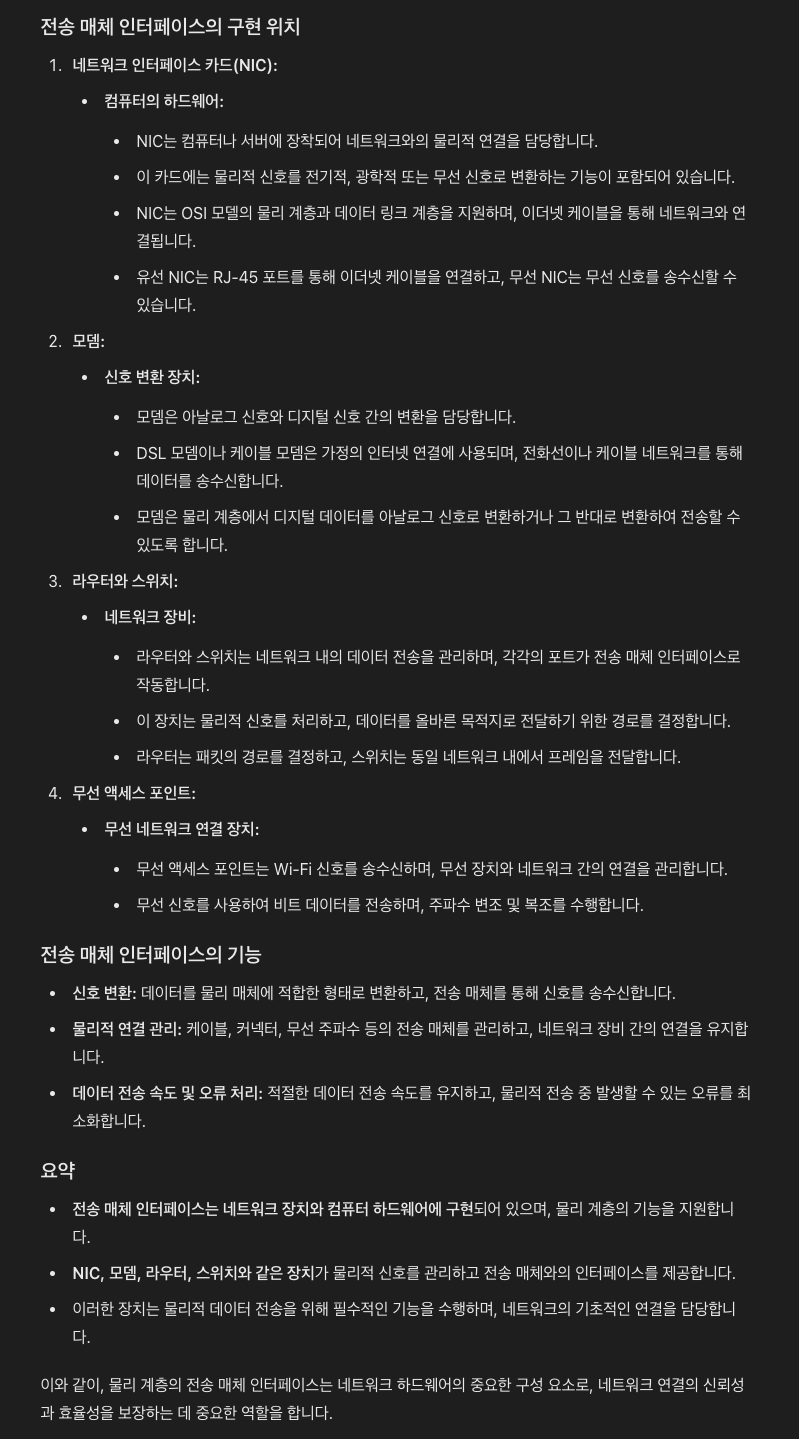 전송 매체 인터페이스의 구현 위치
1. 네트워크 인터페이스 카드(NIC):
• 컴퓨터의 하드웨어:
• NIC는 컴퓨터나 서버에 장착되어 네트워크와의 물리적 연결을 담당합니다.
• 이 카드에는 물리적 신호를 전기적, 광학적 또는 무선 신호로 변환하는 기능이 포함되어 있습니다.
• NIC는 OSI 모델의 물리 계층과 데이터 링크 계층을 지원하며, 이더넷 케이블을 통해 네트워크와 연
결됩니다.
• 유선 NIC는 RJ-45 포트를 통해 이더넷 케이블을 연결하고, 무선 NIC는 무선 신호를 송수신할 수
있습니다.
2. 모뎀:
• 신호 변환 장치:
• 모뎀은 아날로그 신호와 디지털 신호 간의 변환을 담당합니다.
• DSL 모뎀이나 케이블 모뎀은 가정의 인터넷 연결에 사용되며, 전화선이나 케이블 네트워크를 통해
데이터를 송수신합니다.
• 모뎀은 물리 계층에서 디지털 데이터를 아날로그 신호로 변환하거나 그 반대로 변환하여 전송할 수
있도록 합니다.
3. 라우터와 스위치:
• 네트워크 장비:
• 라우터와 스위치는 네트워크 내의 데이터 전송을 관리하며, 각각의 포트가 전송 매체 인터페이스로
작동합니다.
• 이 장치는 물리적 신호를 처리하고, 데이터를 올바른 목적지로 전달하기 위한 경로를 결정합니다.
• 라우터는 패킷의 경로를 결정하고, 스위치는 동일 네트워크 내에서 프레임을 전달합니다.
4. 무선 액세스 포인트:
• 무선 네트워크 연결 장치:
• 무선 액세스 포인트는 Wi-Fi 신호를 송수신하며, 무선 장치와 네트워크 간의 연결을 관리합니다.
• 무선 신호를 사용하여 비트 데이터를 전송하며, 주파수 변조 및 복조를 수행합니다.
전송 매체 인터페이스의 기능
• 신호 변환: 데이터를 물리 매체에 적합한 형태로 변환하고, 전송 매체를 통해 신호를 송수신합니다.
• 물리적 연결 관리: 케이블, 커넥터, 무선 주파수 등의 전송 매체를 관리하고, 네트워크 장비 간의 연결을 유지합
니다.
• 데이터 전송 속도 및 오류 처리: 적절한 데이터 전송 속도를 유지하고, 물리적 전송 중 발생할 수 있는 오류를 최
소화합니다.
요약
• 전송 매체 인터페이스는 네트워크 장치와 컴퓨터 하드웨어에 구현되어 있으며, 물리 계층의 기능을 지원합니
다.
• NIC, 모뎀, 라우터, 스위치와 같은 장치가 물리적 신호를 관리하고 전송 매체와의 인터페이스를 제공합니다.
• 이러한 장치는 물리적 데이터 전송을 위해 필수적인 기능을 수행하며, 네트워크의 기초적인 연결을 담당합니
다.
이와 같이, 물리 계층의 전송 매체 인터페이스는 네트워크 하드웨어의 중요한 구성 요소로, 네트워크 연결의 신뢰성
과 효율성을 보장하는 데 중요한 역할을 합니다.